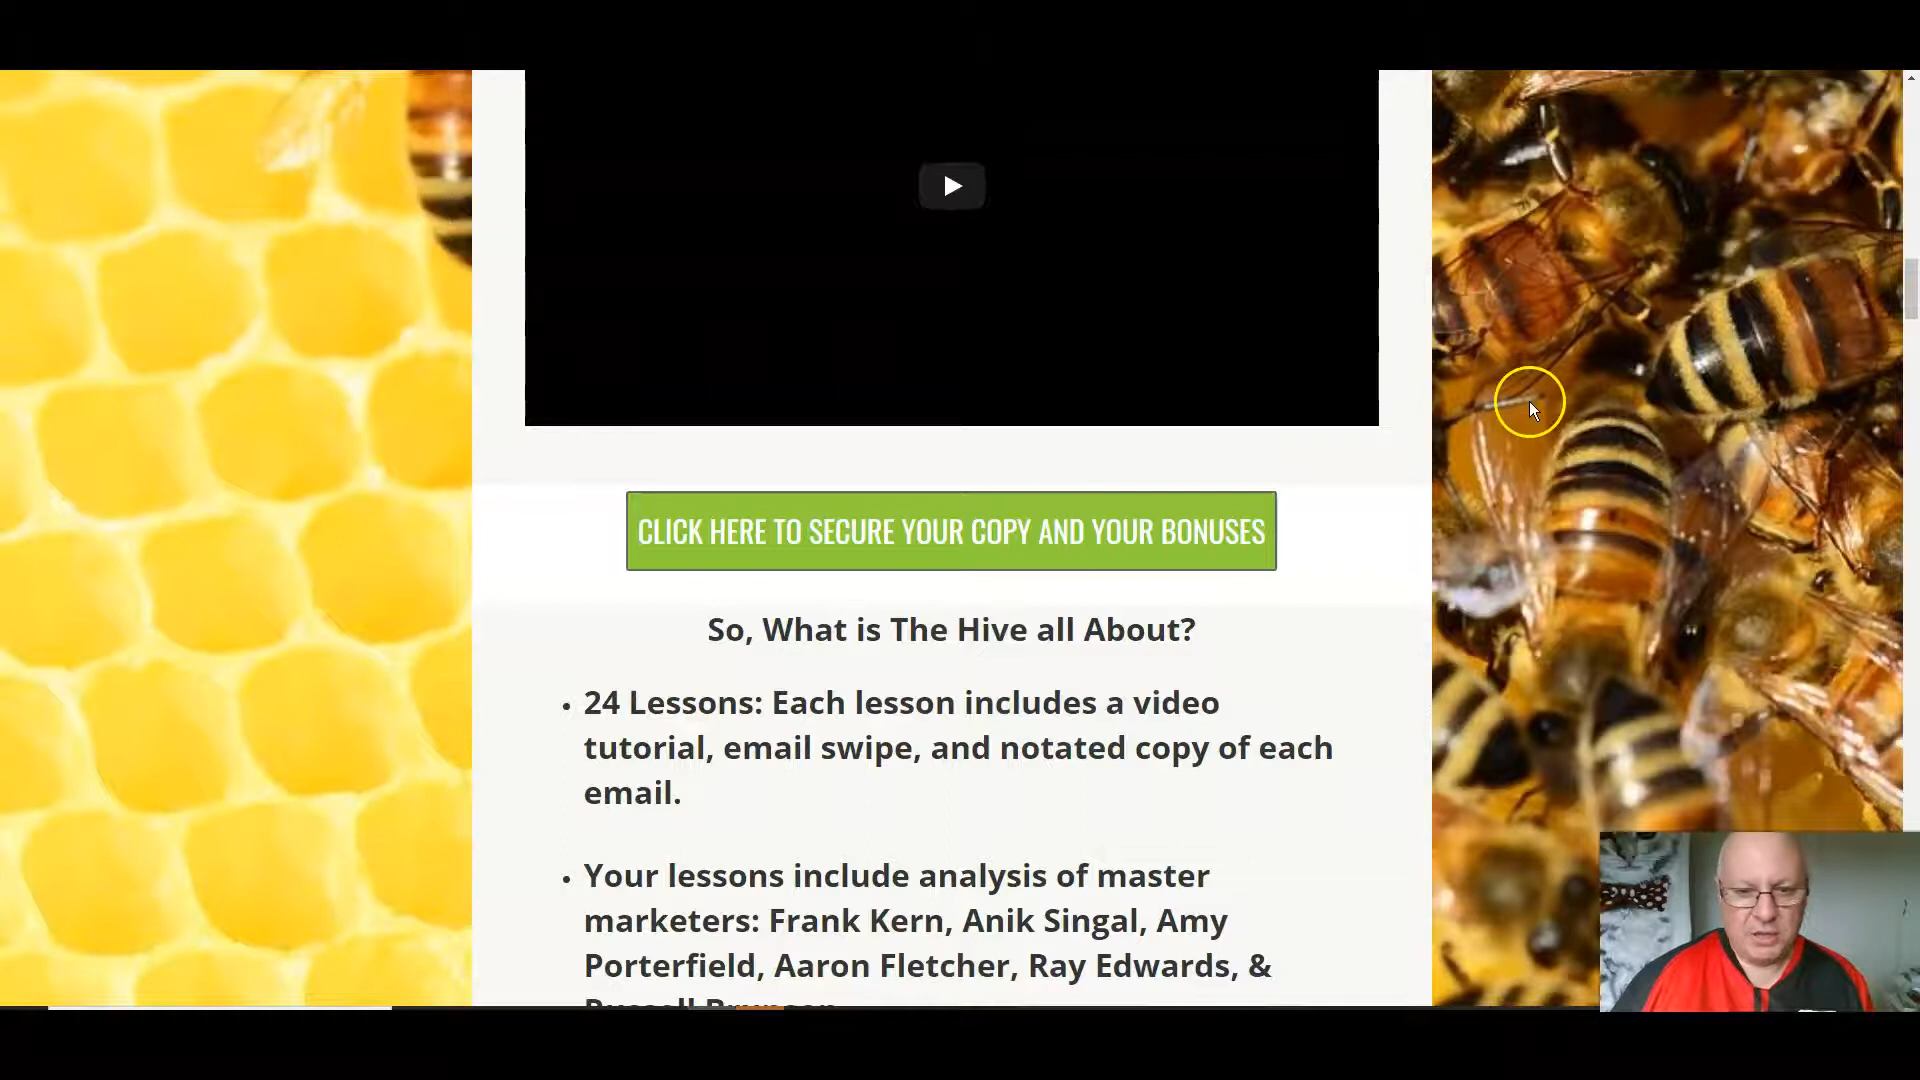 CLICK HERE TO SECURE YOUR COPY AND YOUR BONUSES
So, What is The Hive all About?
• 24 Lessons: Each lesson includes a video
tutorial, email swipe, and notated copy of each
email.
• Your lessons include analysis of master
marketers: Frank Kern, Anik Singal, Amy
Porterfield, Aaron Fletcher, Ray Edwards, &